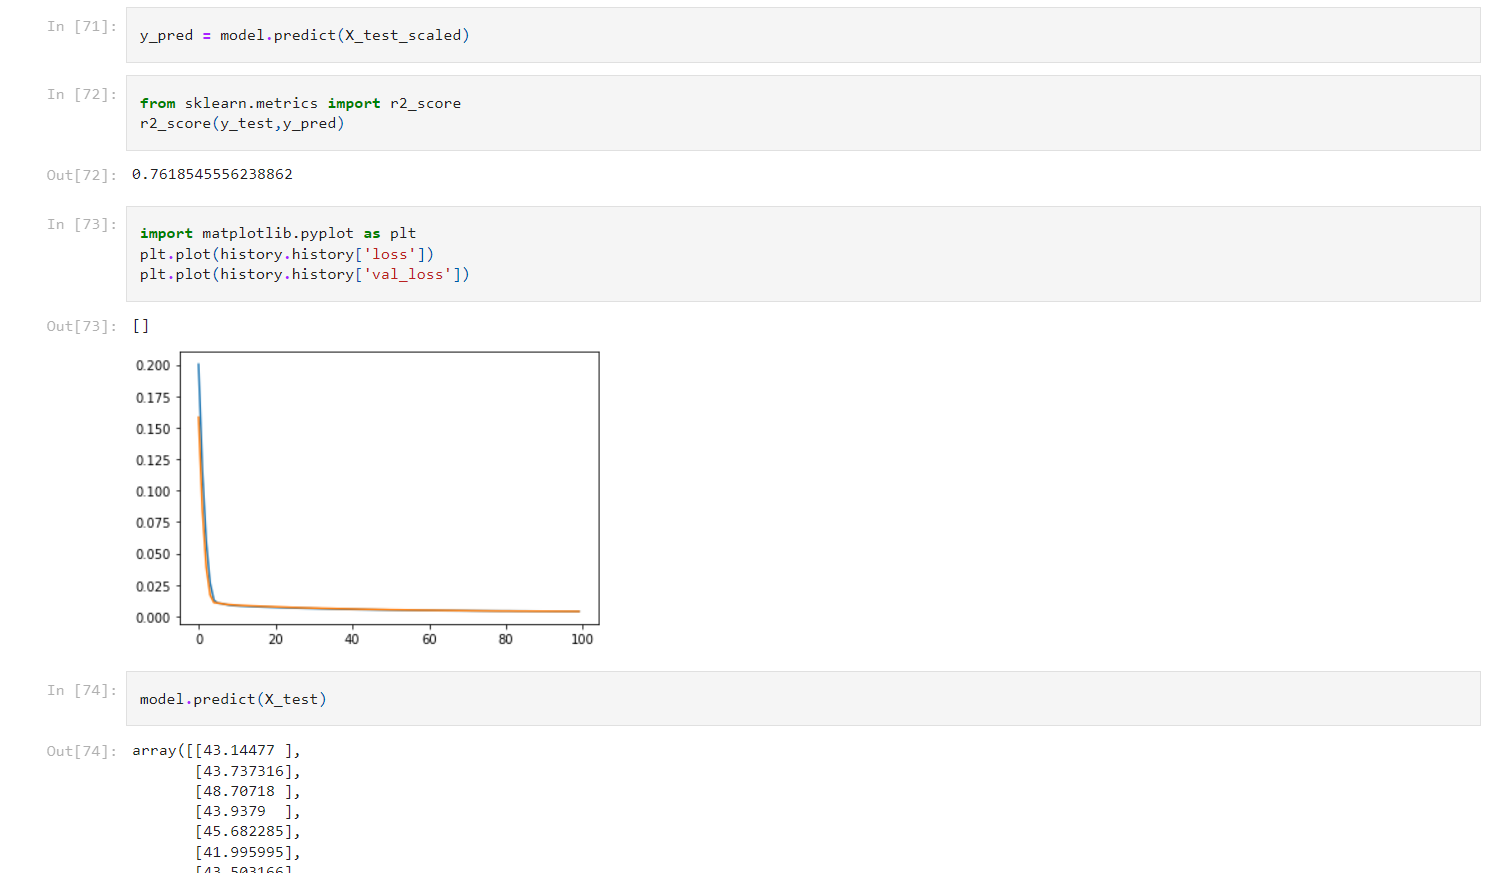 In [71]:
y_pred = model.predict(X_test_scaled)
In [72]:
from sklearn.metrics import r2_score
r2_score(y_test,y_pred)
Out[72]: 0.7618545556238862
In [73]:
import matplotlib.pyplot as plt
plt.plot(history.history['loss'])
plt.plot(history.history['val_loss'])
Out[73]: []
0.200
0.175
0.150
0.125
0.100
0.075
0.050
0.025
0.000
0 20 40 60 80 100
In [74]:
model.predict(X_test)
Out[74]: array([[43.14477 ],
[43.737316],
[48.70718 ],
[43.9379  ],
[45.682285],
[41.995995],
[43.503166]